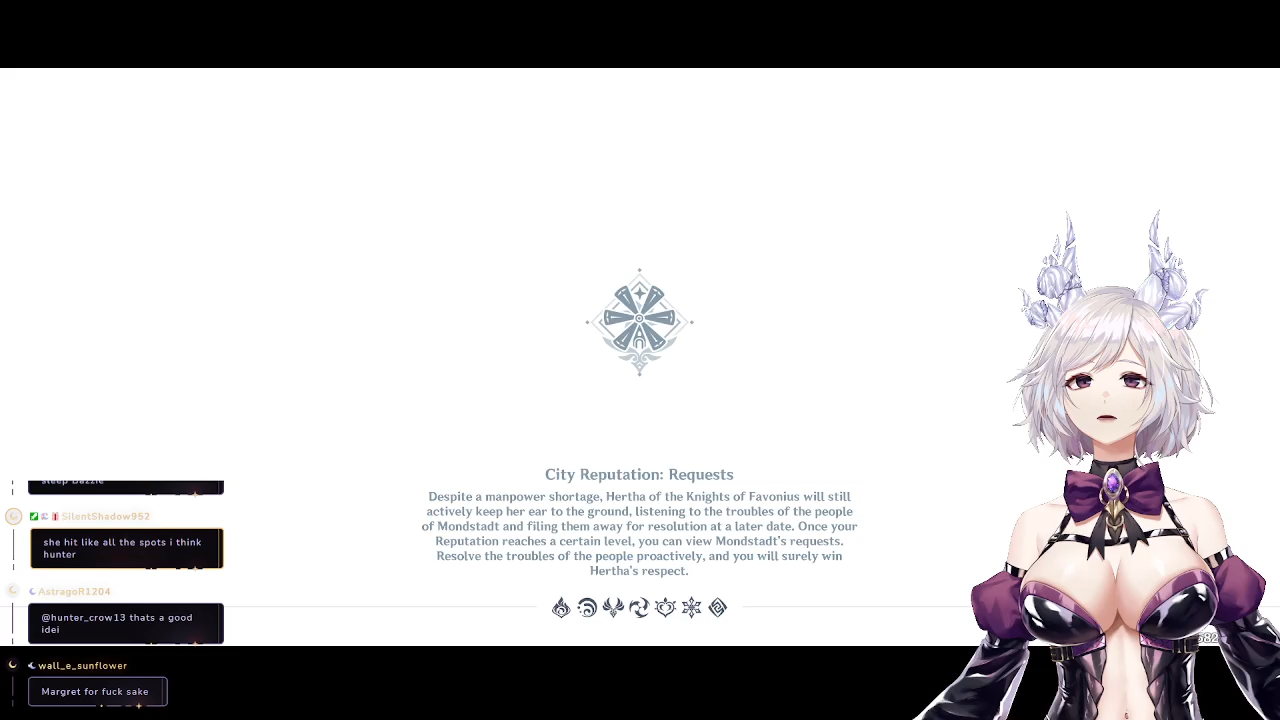 City Reputation: Requests
Despite a manpower shortage, Hertha of the Knights of Favonius will still
actively keep her ear to the ground, listening to the troubles of the people
of Mondstadt and filing them away for resolution at a later date. Once your
Reputation reaches a certain level, you can view Mondstadt's requests.
Resolve the troubles of the people proactively, and you will surely win
Hertha's respect.
SilentShadow952
she hit like all the spots i think
hunter
AstragoR1204
@hunter_crow13 thats a good
idei
wall_e_sunflower
Margret for fuck sake